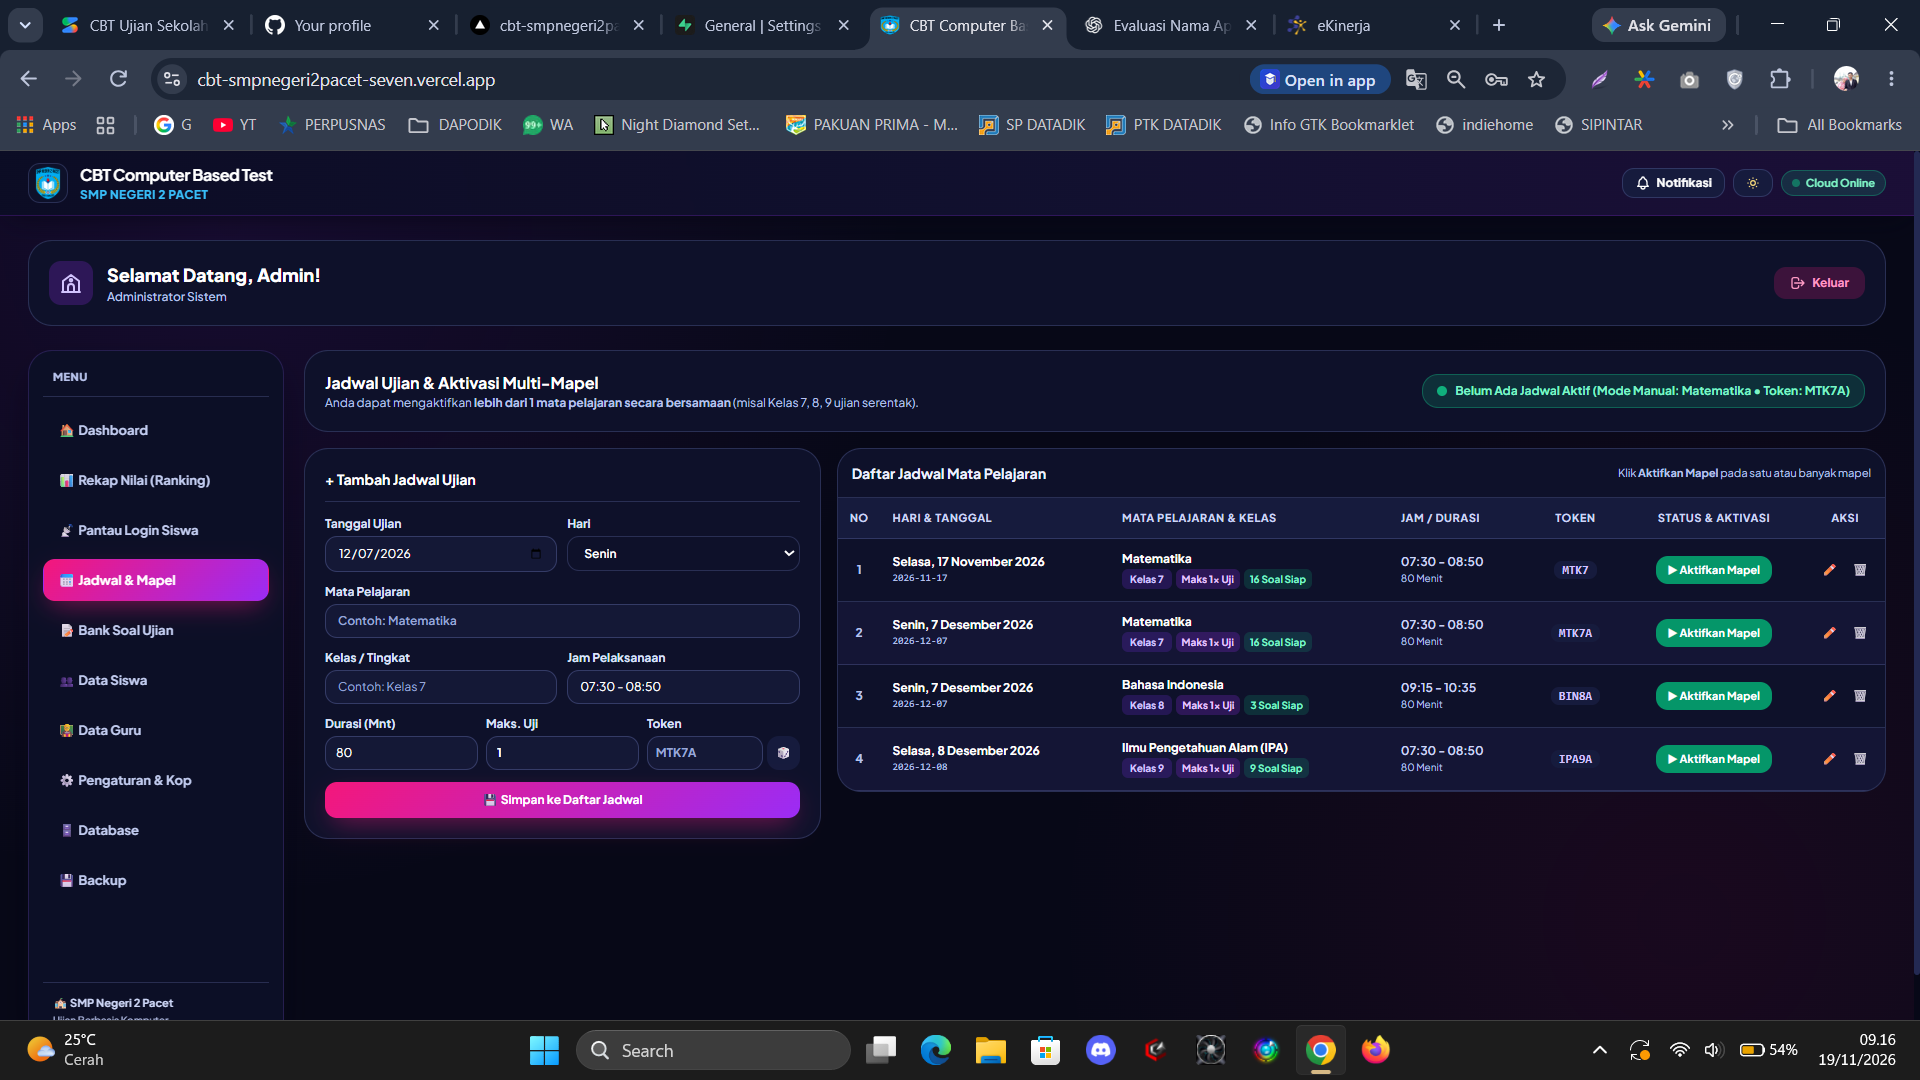 CBT Ujian Sekolah
Your profile
cbt-smpnegeri2pa
General | Settings
CBT Computer Ba
Evaluasi Nama Ap
eKinerja
Ask Gemini
cbt-smpnegeri2pacet-seven.vercel.app
Open in app
Apps
G
YT
PERPUSNAS
DAPODIK
99+
WA
Night Diamond Set...
PAKUAN PRIMA - M...
SP DATADIK
PTK DATADIK
Info GTK Bookmarklet
indiehome
SIPINTAR
All Bookmarks
CBT Computer Based Test
SMP NEGERI 2 PACET
Notifikasi
Cloud Online
Selamat Datang, Admin!
Administrator Sistem
Keluar
MENU
Dashboard
Rekap Nilai (Ranking)
Pantau Login Siswa
Jadwal & Mapel
Bank Soal Ujian
Data Siswa
Data Guru
Pengaturan & Kop
Database
Backup
SMP Negeri 2 Pacet
Ujian Berbasis Komputer
Jadwal Ujian & Aktivasi Multi-Mapel
Anda dapat mengaktifkan lebih dari 1 mata pelajaran secara bersamaan (misal Kelas 7, 8, 9 ujian serentak).
Belum Ada Jadwal Aktif (Mode Manual: Matematika • Token: MTK7A)
+ Tambah Jadwal Ujian
Tanggal Ujian
Hari
12/07/2026
Senin
Mata Pelajaran
Contoh: Matematika
Kelas / Tingkat
Jam Pelaksanaan
Contoh: Kelas 7
07:30 - 08:50
Durasi (Mnt)
Maks. Uji
Token
80
1
MTK7A
Simpan ke Daftar Jadwal
Daftar Jadwal Mata Pelajaran
Klik Aktifkan Mapel pada satu atau banyak mapel
NO
HARI & TANGGAL
MATA PELAJARAN & KELAS
JAM / DURASI
TOKEN
STATUS & AKTIVASI
AKSI
1
Selasa, 17 November 2026
2026-11-17
Matematika
Kelas 7
Maks 1x Uji
16 Soal Siap
07:30 - 08:50
80 Menit
MTK7
Aktifkan Mapel
2
Senin, 7 Desember 2026
2026-12-07
Matematika
Kelas 7
Maks 1x Uji
16 Soal Siap
07:30 - 08:50
80 Menit
MTK7A
Aktifkan Mapel
3
Senin, 7 Desember 2026
2026-12-07
Bahasa Indonesia
Kelas 8
Maks 1x Uji
3 Soal Siap
09:15 - 10:35
80 Menit
BIN8A
Aktifkan Mapel
4
Selasa, 8 Desember 2026
2026-12-08
Ilmu Pengetahuan Alam (IPA)
Kelas 9
Maks 1x Uji
9 Soal Siap
07:30 - 08:50
80 Menit
IPA9A
Aktifkan Mapel
25°C
Cerah
Search
54%
09.16
19/11/2026